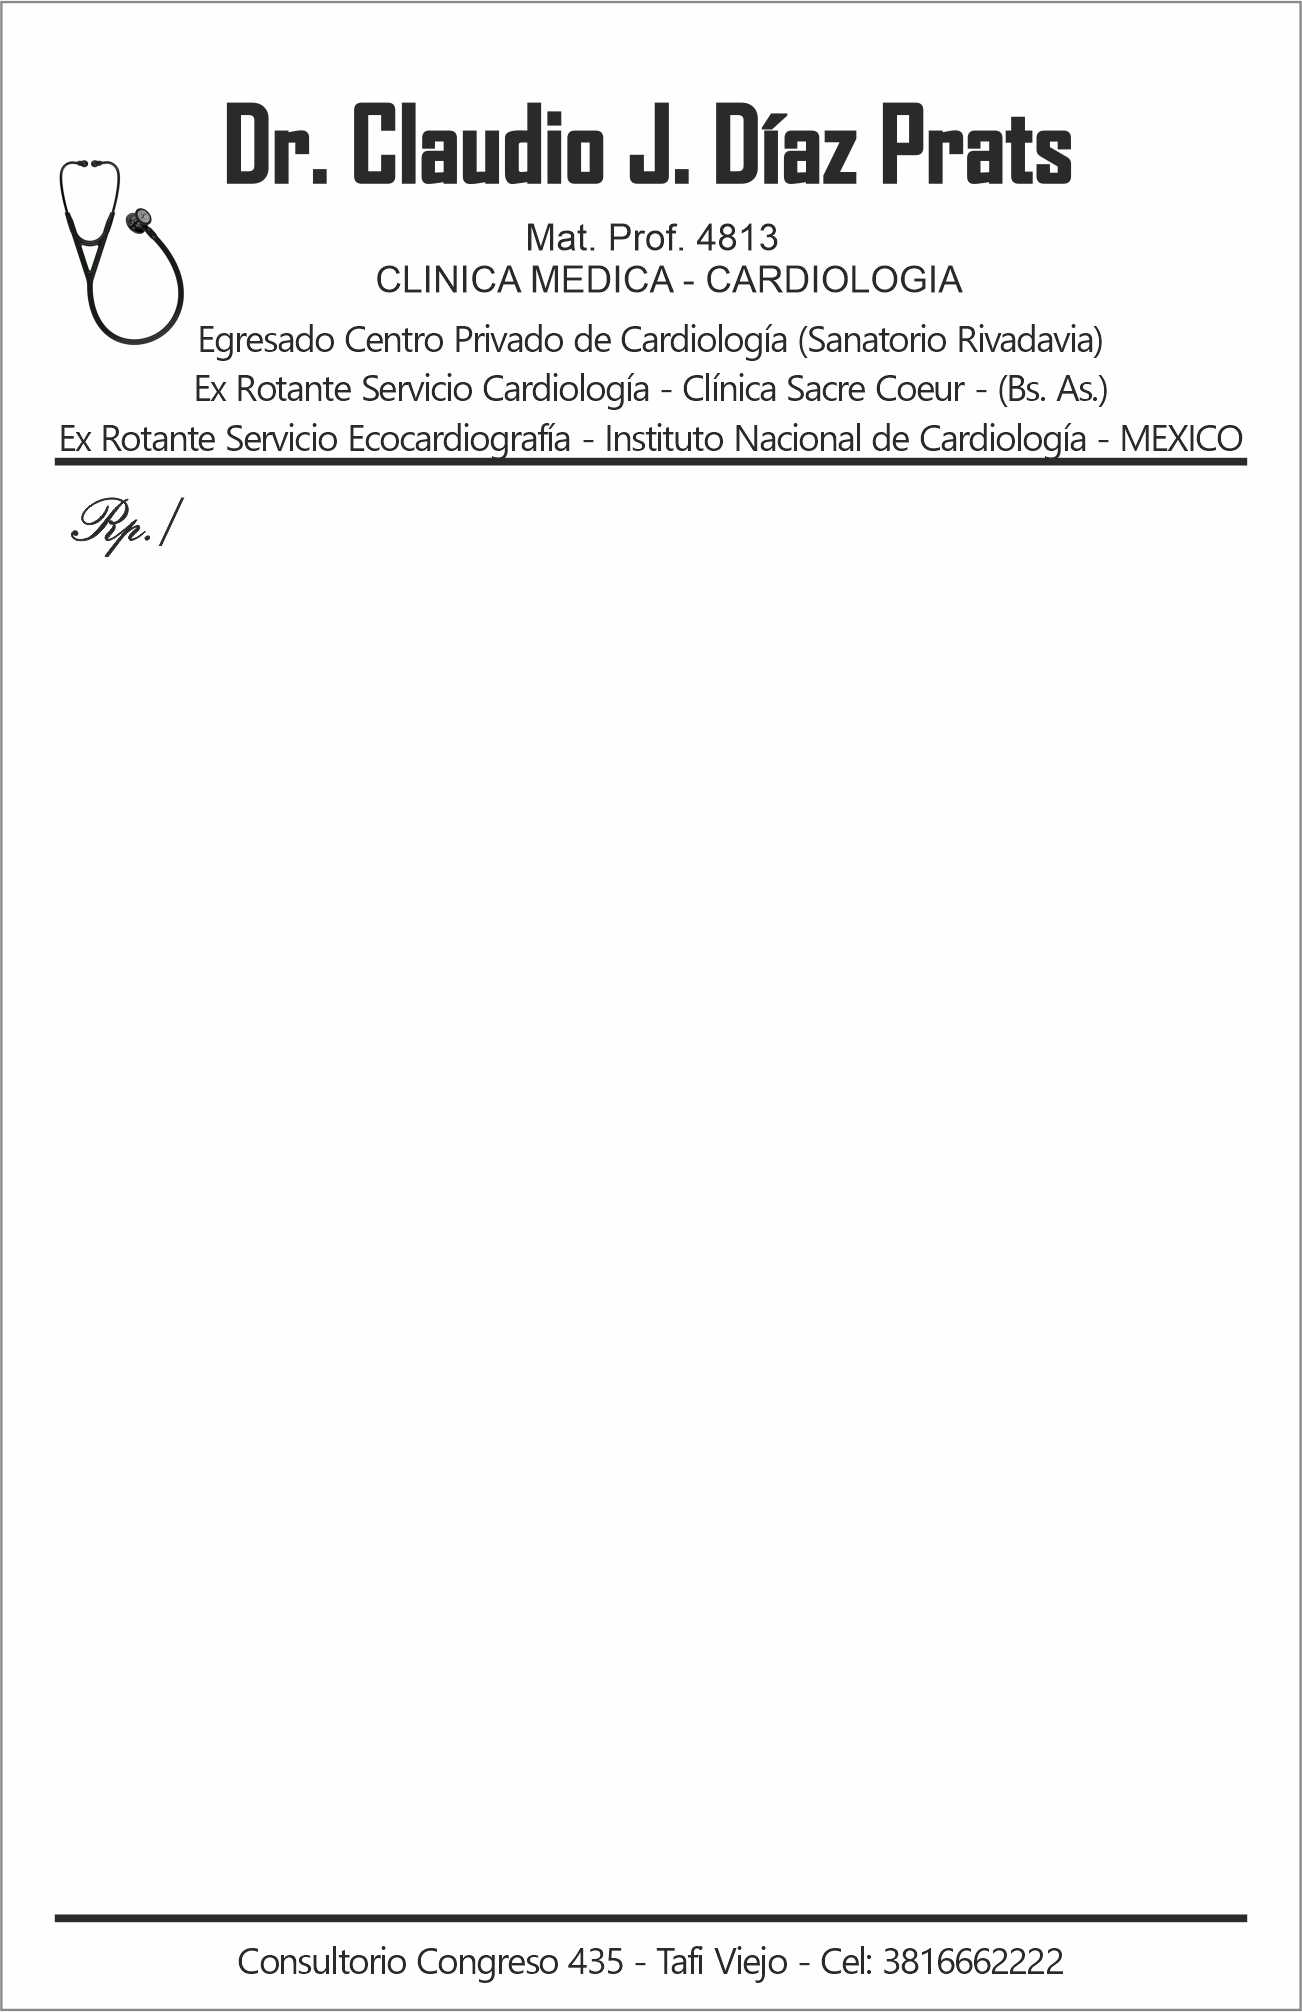 Dr. Claudio J. Díaz Prats
Mat. Prof. 4813
CLINICA MEDICA - CARDIOLOGIA
Egresado Centro Privado de Cardiología (Sanatorio Rivadavia)
Ex Rotante Servicio Cardiología - Clínica Sacre Coeur - (Bs. As.)
Ex Rotante Servicio Ecocardiografía - Instituto Nacional de Cardiología - MEXICO
Rp. /
Consultorio Congreso 435 - Tafi Viejo - Cel: 3816662222